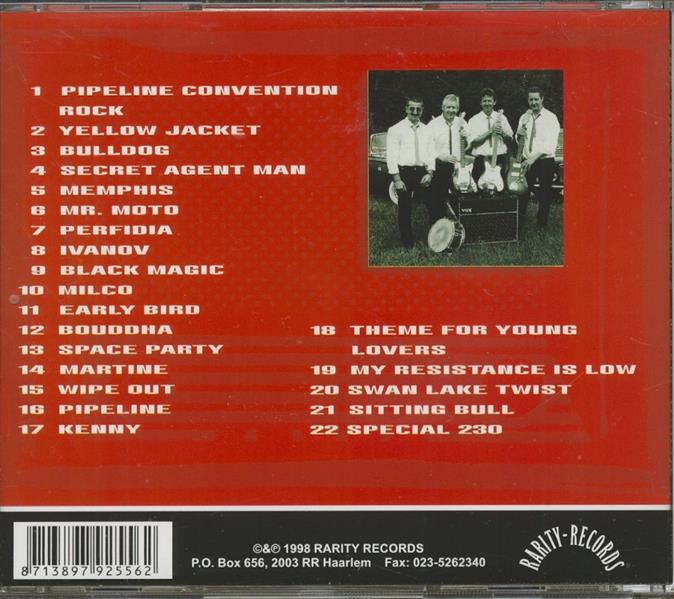 1 PIPELINE CONVENTION
ROCK
2 YELLOW JACKET
3 BULLDOG
4 SECRET AGENT MAN
5 MEMPHIS
6 MR. MOTO
7 PERFIDIA
8 IVANOV
9 BLACK MAGIC
10 MILCO
11 EARLY BIRD
12 BOUDDHA
13 SPACE PARTY
14 MARTINE
15 WIPE OUT
16 PIPELINE
17 KENNY
18 THEME FOR YOUNG
LOVERS
19 MY RESISTANCE IS LOW
20 SWAN LAKE TWIST
21 SITTING BULL
22 SPECIAL 230
VOX
8 713897 925562
©&℗ 1998 RARITY RECORDS
P.O. Box 656, 2003 RR Haarlem Fax: 023-5262340
RARITY-RECORDS